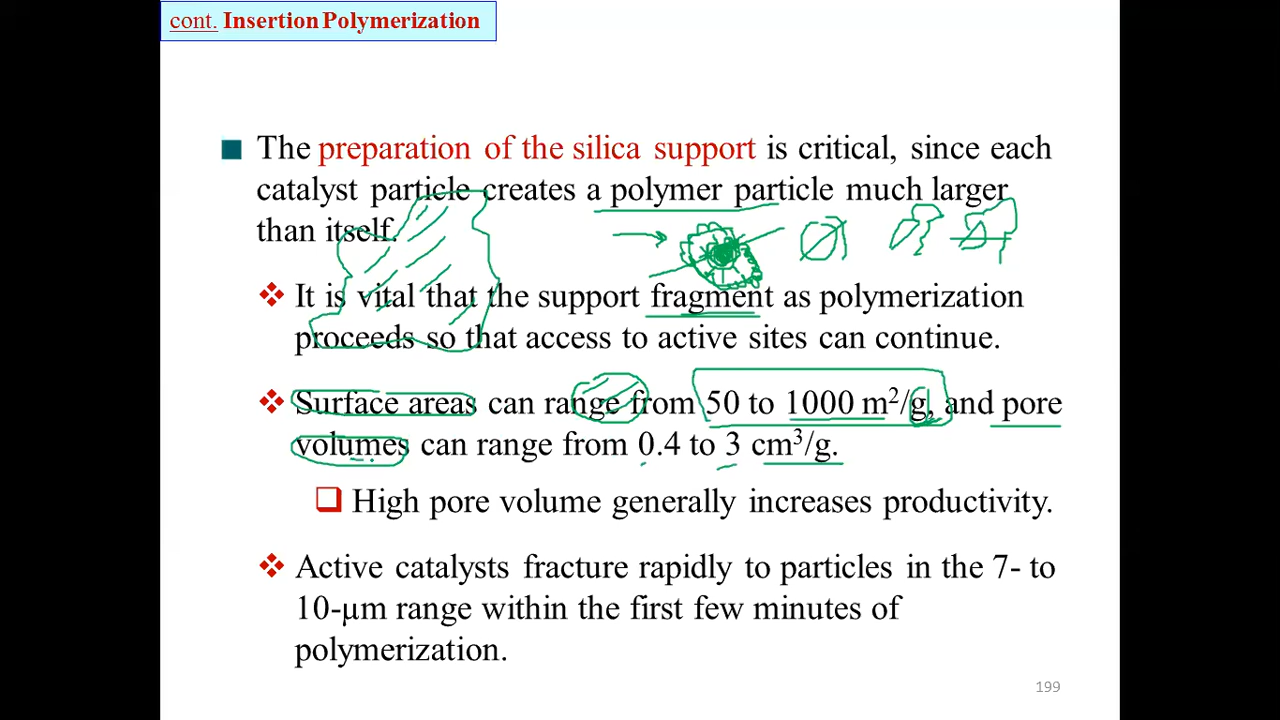 cont. Insertion Polymerization
The preparation of the silica support is critical, since each
catalyst particle creates a polymer particle much larger
than itself.
It is vital that the support fragment as polymerization
proceeds so that access to active sites can continue.
Surface areas can range from 50 to 1000 m²/g, and pore
volumes can range from 0.4 to 3 cm³/g.
High pore volume generally increases productivity.
Active catalysts fracture rapidly to particles in the 7- to
10-µm range within the first few minutes of
polymerization.
199